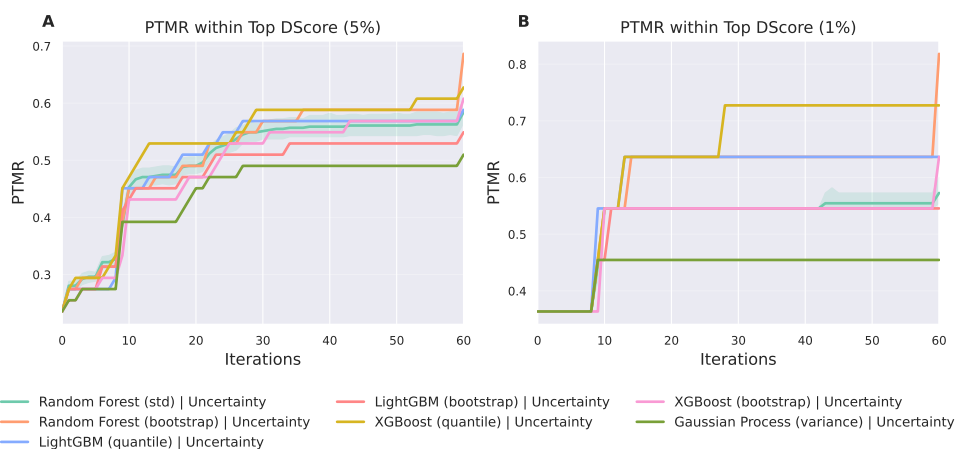 A
PTMR within Top DScore (5%)
0.7
0.6
0.5
0.4
0.3
PTMR
0
10
20
30
40
50
60
Iterations
B
PTMR within Top DScore (1%)
0.8
0.7
0.6
0.5
0.4
PTMR
0
10
20
30
40
50
60
Iterations
Random Forest (std) | Uncertainty
Random Forest (bootstrap) | Uncertainty
LightGBM (quantile) | Uncertainty
LightGBM (bootstrap) | Uncertainty
XGBoost (quantile) | Uncertainty
XGBoost (bootstrap) | Uncertainty
Gaussian Process (variance) | Uncertainty